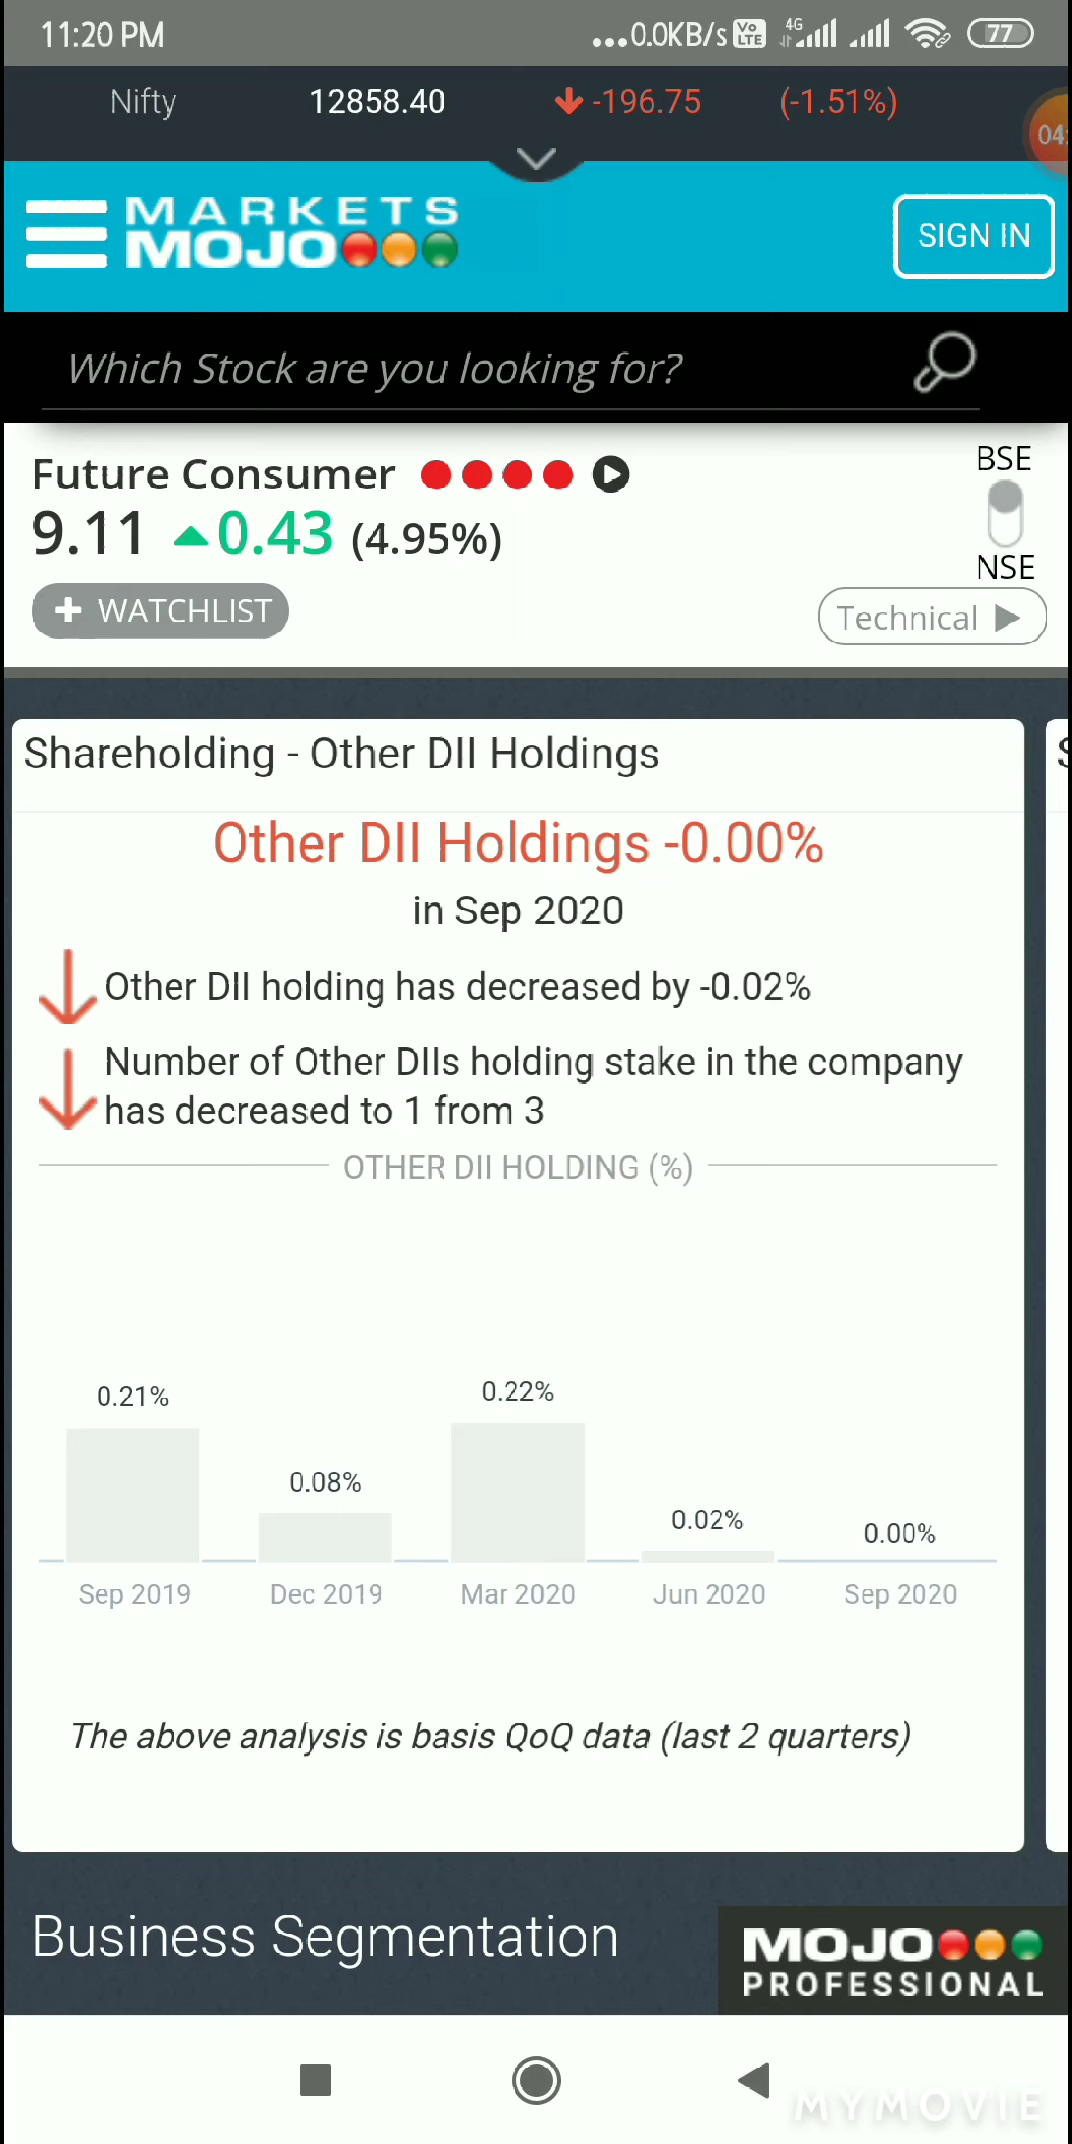 11:20 PM
...0.0KB/s Vo LTE 4G 77
Nifty 12858.40 -196.75 (-1.51%)
04:
MARKETS
MOJO
SIGN IN
Which Stock are you looking for?
Future Consumer
BSE
9.11 0.43 (4.95%)
NSE
+ WATCHLIST
Technical
Shareholding - Other DII Holdings
Other DII Holdings -0.00%
in Sep 2020
Other DII holding has decreased by -0.02%
Number of Other DIIs holding stake in the company
has decreased to 1 from 3
OTHER DII HOLDING (%)
0.21% 0.08% 0.22% 0.02% 0.00%
Sep 2019 Dec 2019 Mar 2020 Jun 2020 Sep 2020
The above analysis is basis QoQ data (last 2 quarters)
Business Segmentation
MOJO
PROFESSIONAL
MYMOVIE